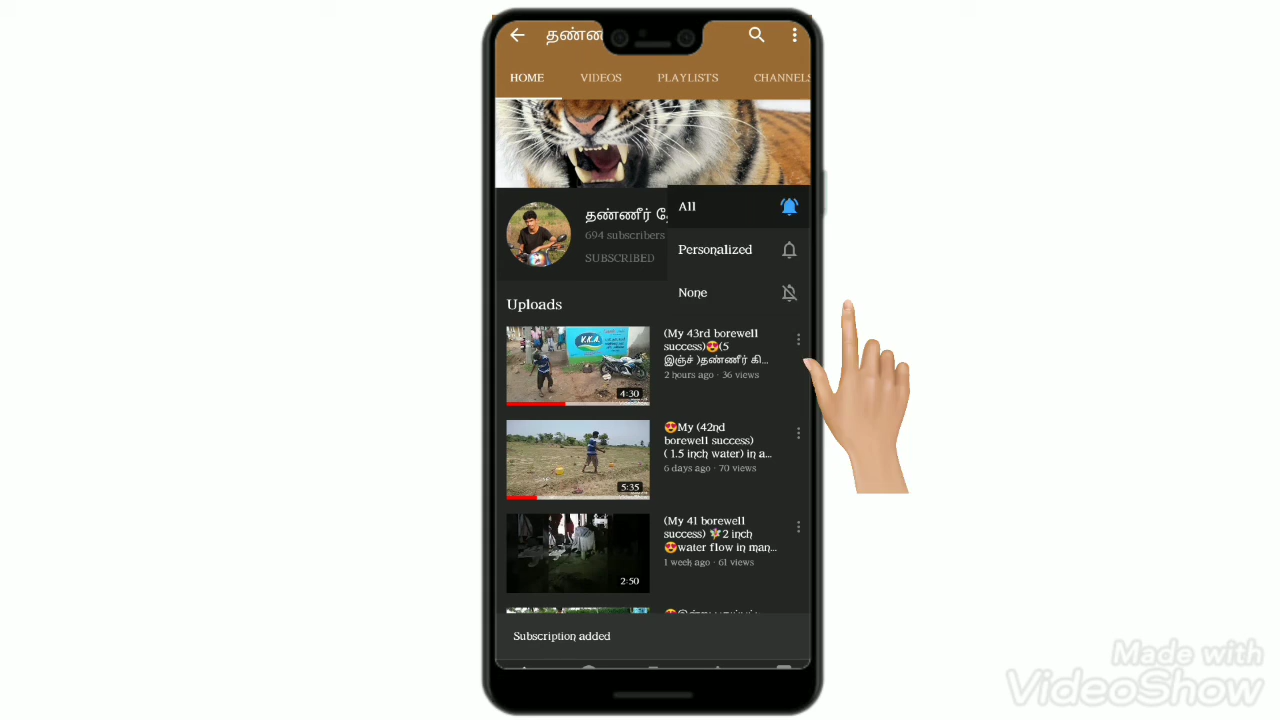 HOME VIDEOS PLAYLISTS CHANNELS
All
தண்ணீர்
694 subscribers
SUBSCRIBED
Personalized
None
Uploads
V.K.A.
4:30
(My 43rd borewell
success)😍(5
இஞ்ச் )தண்ணீர் கி...
2 hours ago · 36 views
5:35
😍My (42nd
borewell success)
( 1.5 inch water) in a...
6 days ago · 70 views
2:50
(My 41 borewell
success) 🧚2 inch
😍water flow in man...
1 week ago · 61 views
Subscription added
Made with
VideoShow